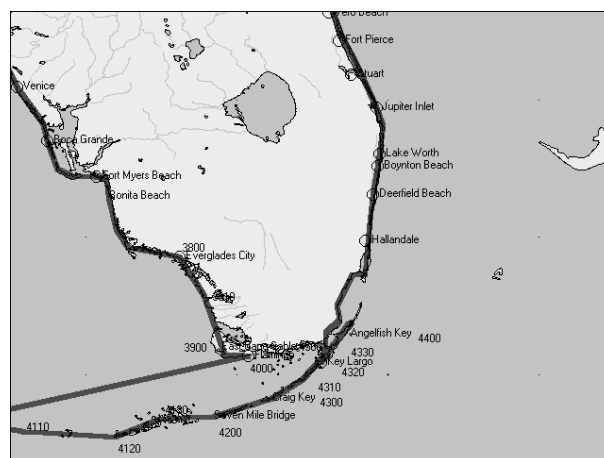 Vero Beach
Fort Pierce
Stuart
Venice
Jupiter Inlet
Boca Grande
Lake Worth
Boynton Beach
Fort Myers Beach
Bonita Beach
Deerfield Beach
Hallandale
3800
Everglades City
Angelfish Key
4400
3900
4330
Key Largo
4000
4320
4310
Craig Key
4300
Seven Mile Bridge
4110
4200
4120